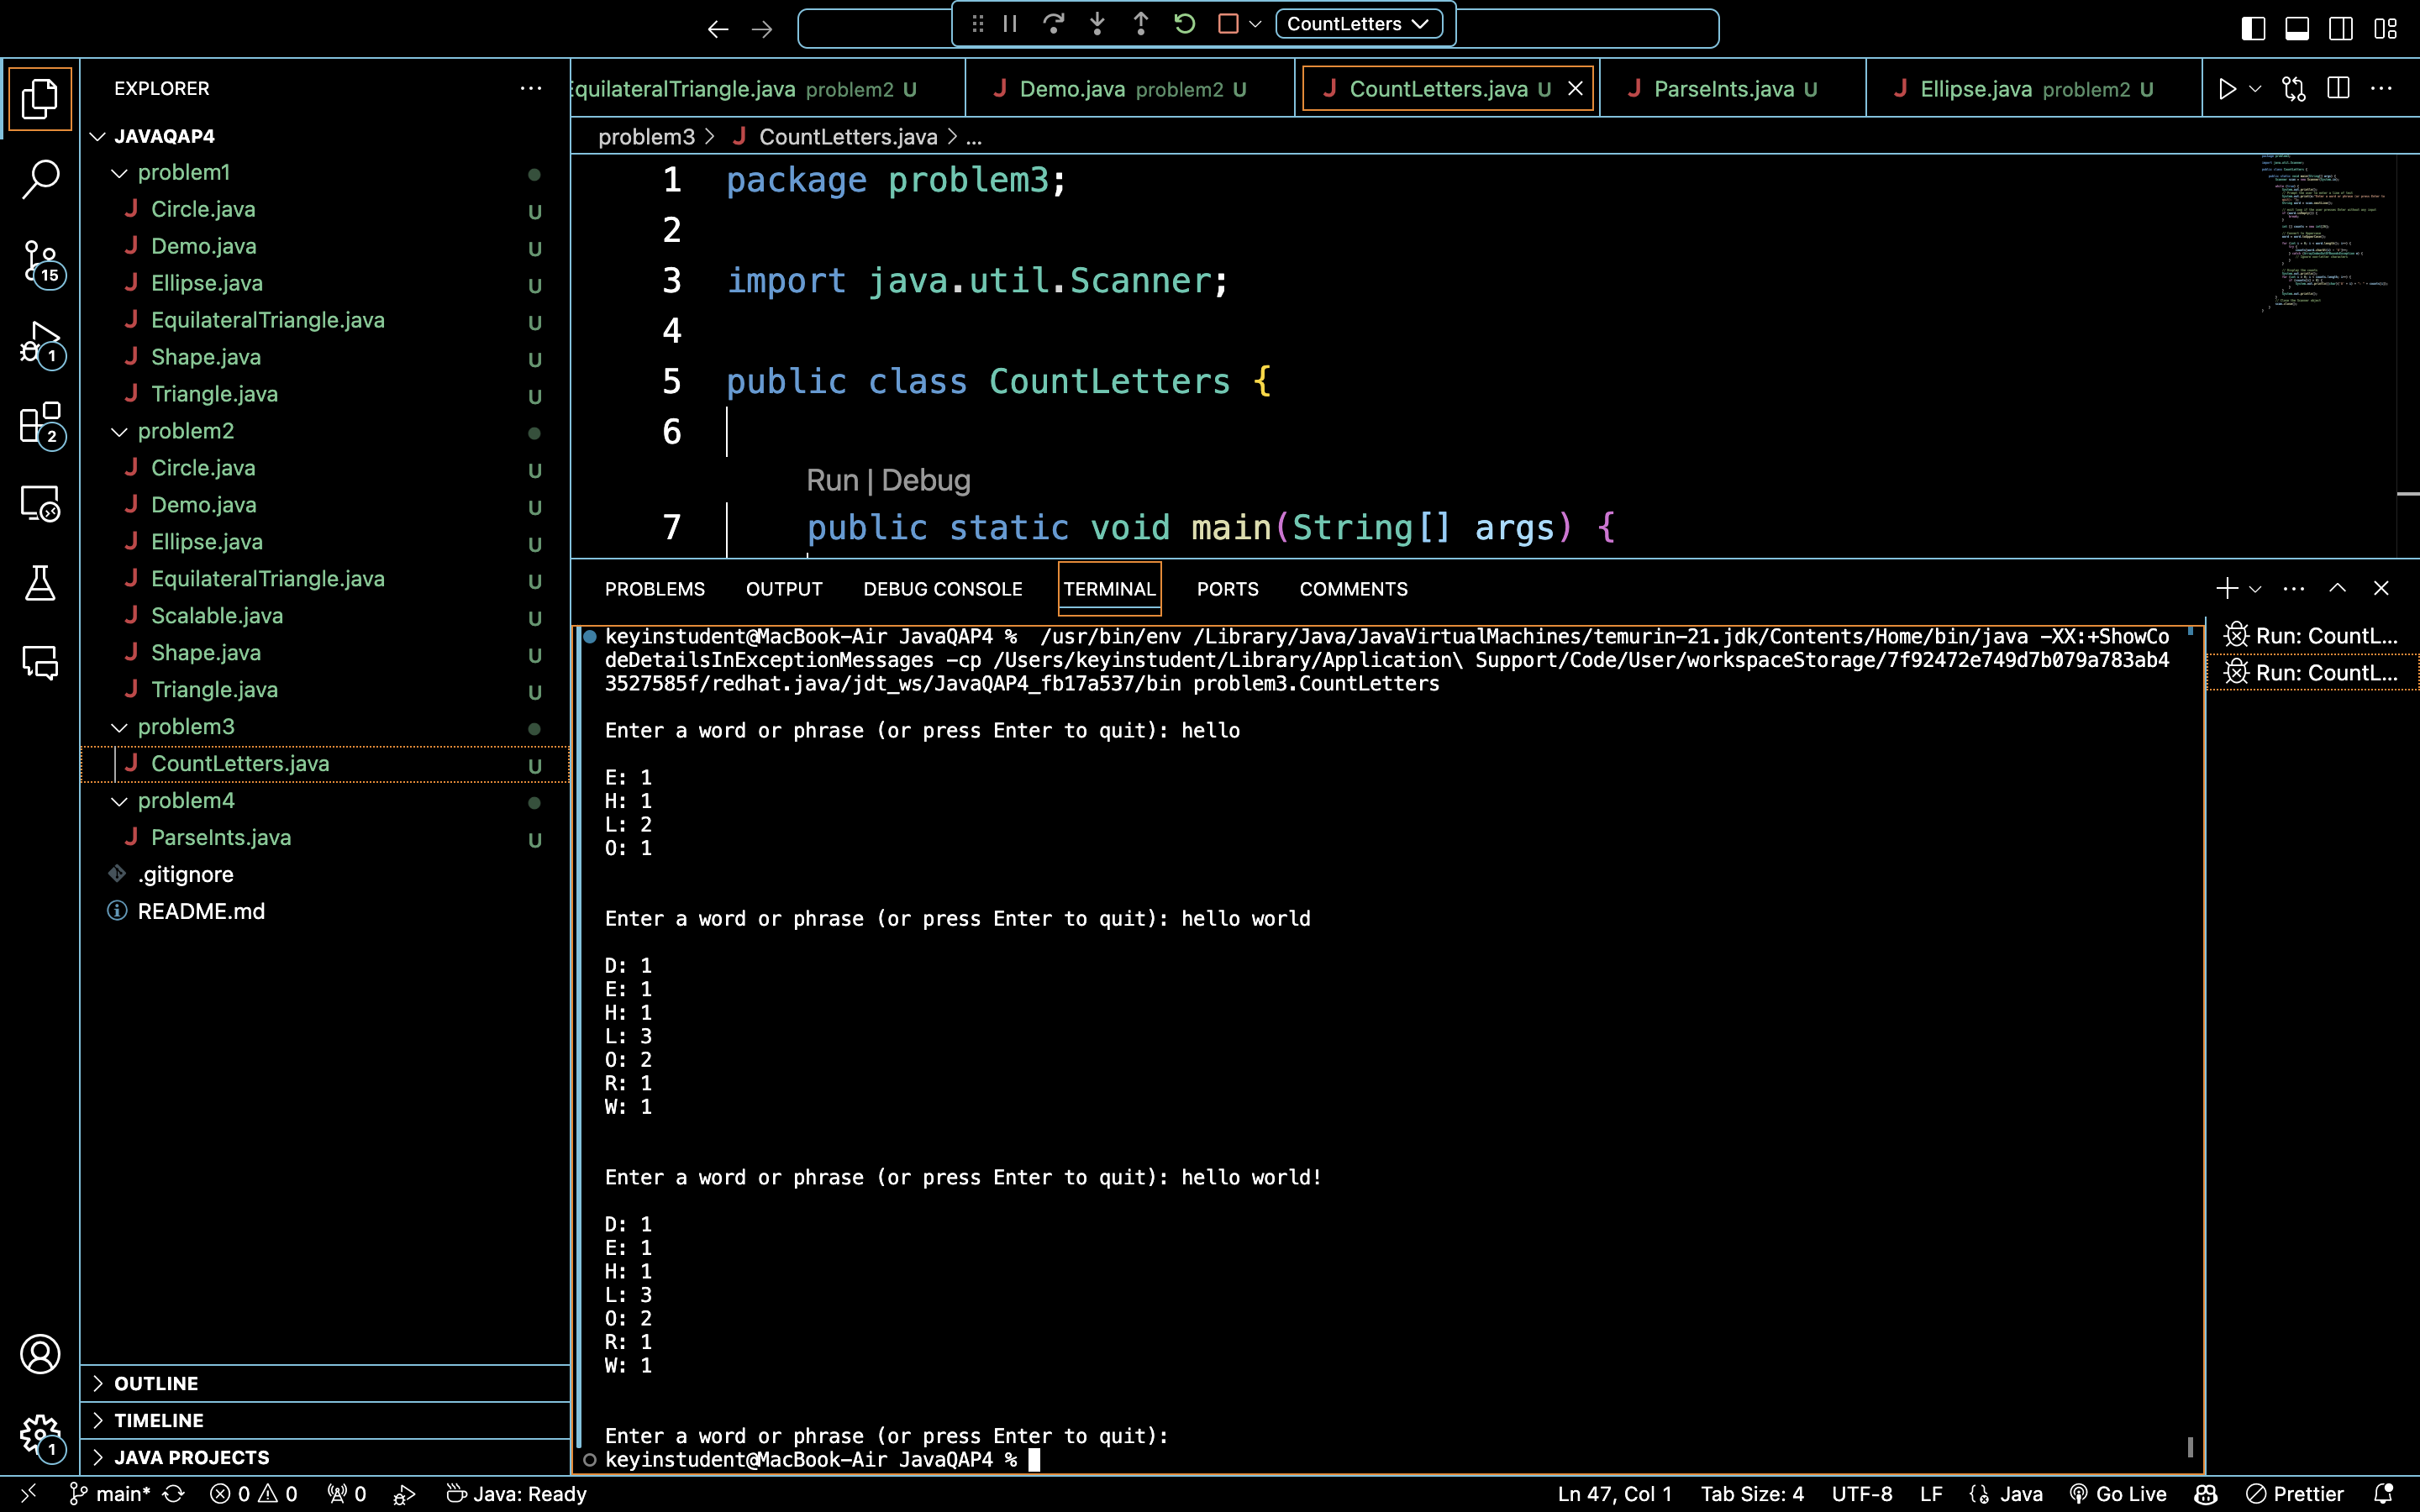 CountLetters
EXPLORER
JAVAQAP4
problem1
Circle.java U
Demo.java U
Ellipse.java U
EquilateralTriangle.java U
Shape.java U
Triangle.java U
problem2
Circle.java U
Demo.java U
Ellipse.java U
EquilateralTriangle.java U
Scalable.java U
Shape.java U
Triangle.java U
problem3
CountLetters.java U
problem4
ParseInts.java U
.gitignore
README.md
OUTLINE
TIMELINE
JAVA PROJECTS
15
1
2
1
quilateralTriangle.java problem2 U
Demo.java problem2 U
CountLetters.java U
ParseInts.java U
Ellipse.java problem2 U
problem3 > CountLetters.java > ...
1 package problem3;
2
3 import java.util.Scanner;
4
5 public class CountLetters {
6
Run | Debug
7 public static void main(String[] args) {
PROBLEMS OUTPUT DEBUG CONSOLE TERMINAL PORTS COMMENTS
keyinstudent@MacBook-Air JavaQAP4 % /usr/bin/env /Library/Java/JavaVirtualMachines/temurin-21.jdk/Contents/Home/bin/java -XX:+ShowCo
deDetailsInExceptionMessages -cp /Users/keyinstudent/Library/Application\ Support/Code/User/workspaceStorage/7f92472e749d7b079a783ab4
3527585f/redhat.java/jdt_ws/JavaQAP4_fb17a537/bin problem3.CountLetters
Enter a word or phrase (or press Enter to quit): hello
E: 1
H: 1
L: 2
O: 1
Enter a word or phrase (or press Enter to quit): hello world
D: 1
E: 1
H: 1
L: 3
O: 2
R: 1
W: 1
Enter a word or phrase (or press Enter to quit): hello world!
D: 1
E: 1
H: 1
L: 3
O: 2
R: 1
W: 1
Enter a word or phrase (or press Enter to quit):
keyinstudent@MacBook-Air JavaQAP4 %
Run: CountL...
Run: CountL...
main* 0 0 0 Java: Ready Ln 47, Col 1 Tab Size: 4 UTF-8 LF Java Go Live Prettier